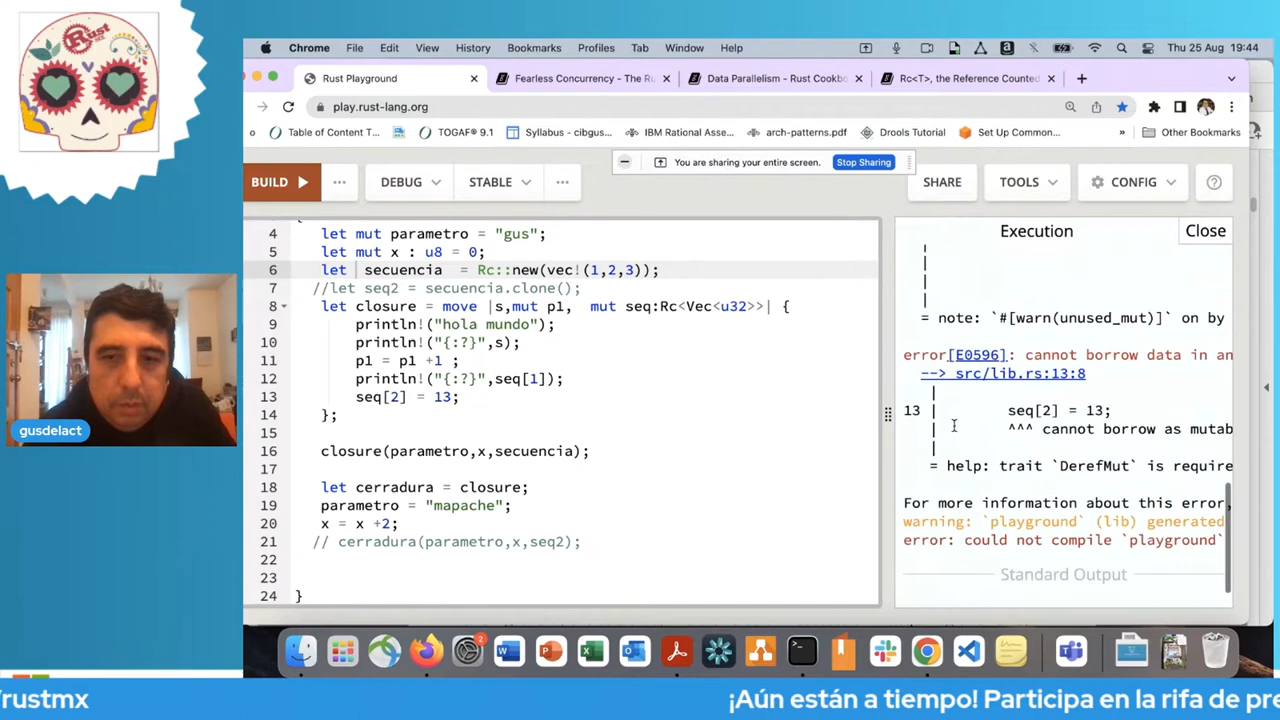 Rust
Chrome File Edit View History Bookmarks Profiles Tab Window Help Thu 25 Aug 19:44
Rust Playground
Fearless Concurrency - The Ru
Data Parallelism - Rust Cookbo
Rc<T>, the Reference Counted
play.rust-lang.org
Table of Content T...
TOGAF® 9.1
Syllabus - cibgus...
IBM Rational Asse...
arch-patterns.pdf
Drools Tutorial
Set Up Common...
»
Other Bookmarks
You are sharing your entire screen.
Stop Sharing
BUILD
DEBUG
STABLE
SHARE
TOOLS
CONFIG
4 let mut parametro = "gus";
5 let mut x : u8 = 0;
6 let secuencia = Rc::new(vec!(1,2,3));
7 //let seq2 = secuencia.clone();
8 let closure = move |s,mut p1, mut seq:Rc<Vec<u32>>| {
9 println!("hola mundo");
10 println!("{:?}",s);
11 p1 = p1 +1 ;
12 println!("{:?}",seq[1]);
13 seq[2] = 13;
14 };
15
16 closure(parametro,x,secuencia);
17
18 let cerradura = closure;
19 parametro = "mapache";
20 x = x +2;
21 // cerradura(parametro,x,seq2);
22
23
24 }
Execution
Close
|
|
|
|
= note: `#[warn(unused_mut)]` on by
error[E0596]: cannot borrow data in an
--> src/lib.rs:13:8
|
13 | seq[2] = 13;
| ^^^ cannot borrow as mutab
|
= help: trait `DerefMut` is require
For more information about this error,
warning: `playground` (lib) generated
error: could not compile `playground`
Standard Output
gusdelact
2
/rustmx
¡Aún están a tiempo! Participa en la rifa de pre